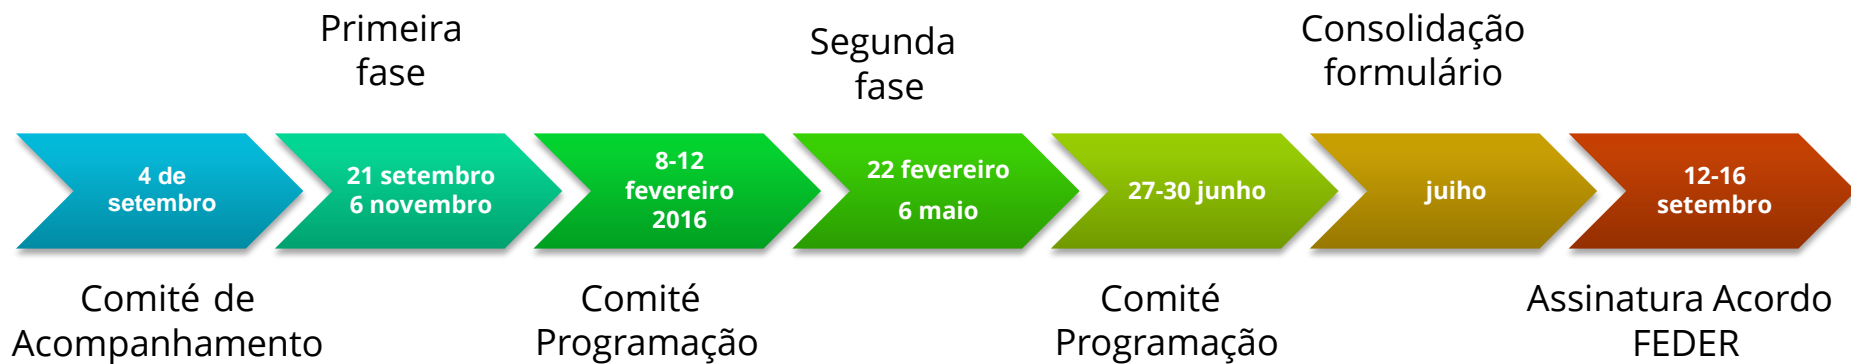 Primeira
fase
Segunda
fase
Consolidação
formulário
4 de
setembro
21 setembro
6 novembro
8-12
fevereiro
2016
22 fevereiro
6 maio
27-30 junho
juiho
12-16
setembro
Comité de
Acompanhamento
Comité
Programação
Comité
Programação
Assinatura Acordo
FEDER